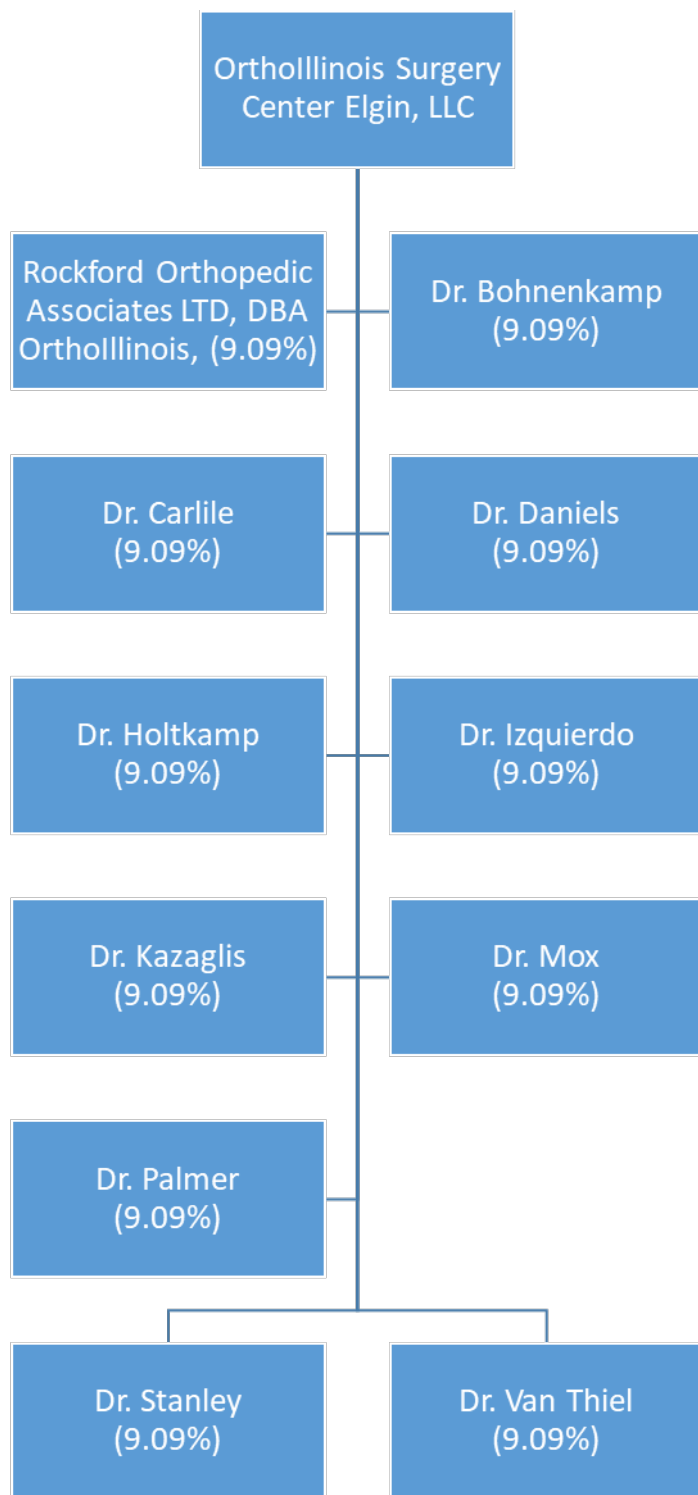 OrthoIllinois Surgery
Center Elgin, LLC
Rockford Orthopedic
Associates LTD, DBA
OrthoIllinois, (9.09%)
Dr. Bohnenkamp
(9.09%)
Dr. Carlile
(9.09%)
Dr. Daniels
(9.09%)
Dr. Holtkamp
(9.09%)
Dr. Izquierdo
(9.09%)
Dr. Kazaglis
(9.09%)
Dr. Mox
(9.09%)
Dr. Palmer
(9.09%)
Dr. Stanley
(9.09%)
Dr. Van Thiel
(9.09%)